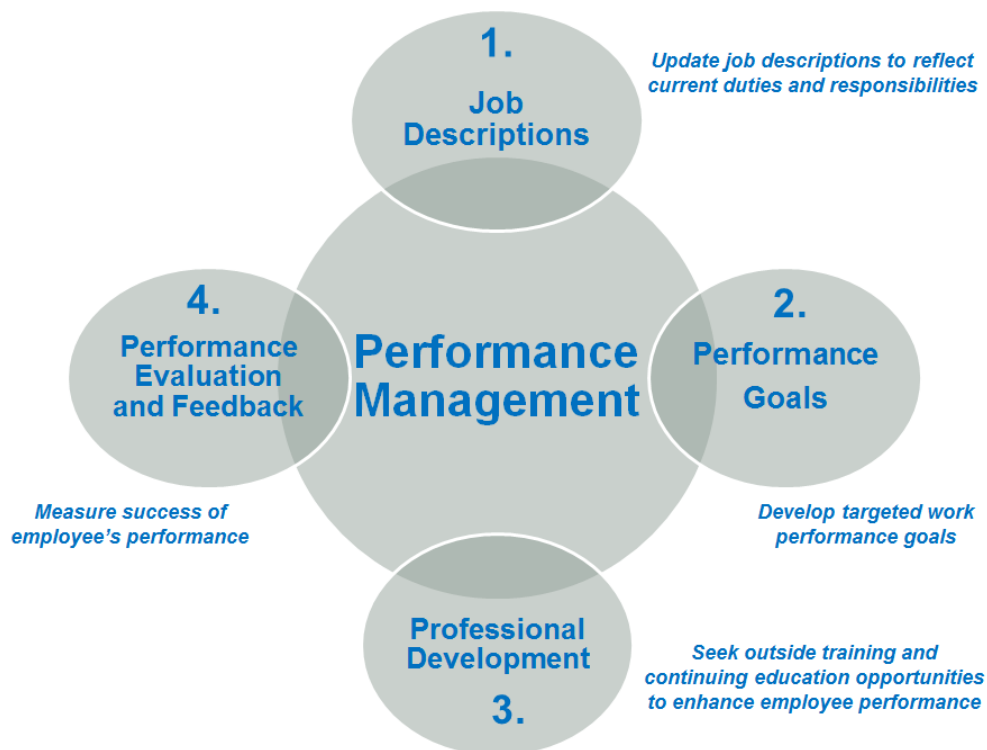 1.
Job
Descriptions
Update job descriptions to reflect
current duties and responsibilities
2.
Performance
Goals
Develop targeted work
performance goals
Professional
Development
3.
Seek outside training and
continuing education opportunities
to enhance employee performance
4.
Performance
Evaluation
and Feedback
Measure success of
employee’s performance
Performance
Management